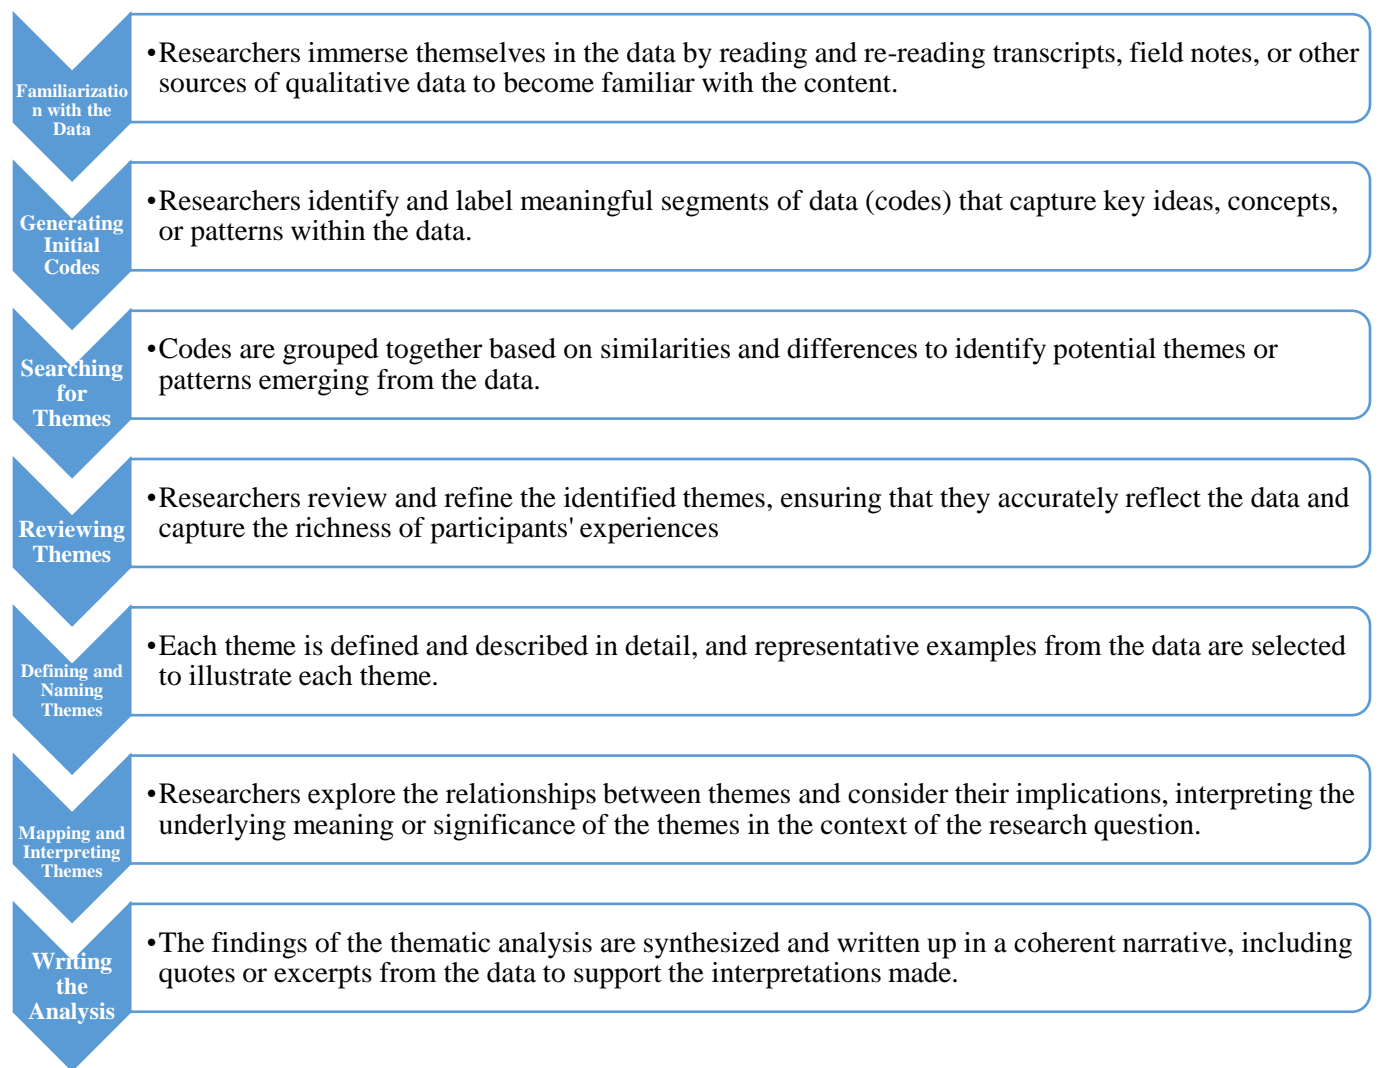 Familiarizatio
n with the
Data
•Researchers immerse themselves in the data by reading and re-reading transcripts, field notes, or other
sources of qualitative data to become familiar with the content.
Generating
Initial
Codes
•Researchers identify and label meaningful segments of data (codes) that capture key ideas, concepts,
or patterns within the data.
Searching
for
Themes
•Codes are grouped together based on similarities and differences to identify potential themes or
patterns emerging from the data.
Reviewing
Themes
•Researchers review and refine the identified themes, ensuring that they accurately reflect the data and
capture the richness of participants' experiences
Defining and
Naming
Themes
•Each theme is defined and described in detail, and representative examples from the data are selected
to illustrate each theme.
Mapping and
Interpreting
Themes
•Researchers explore the relationships between themes and consider their implications, interpreting the
underlying meaning or significance of the themes in the context of the research question.
Writing
the
Analysis
•The findings of the thematic analysis are synthesized and written up in a coherent narrative, including
quotes or excerpts from the data to support the interpretations made.